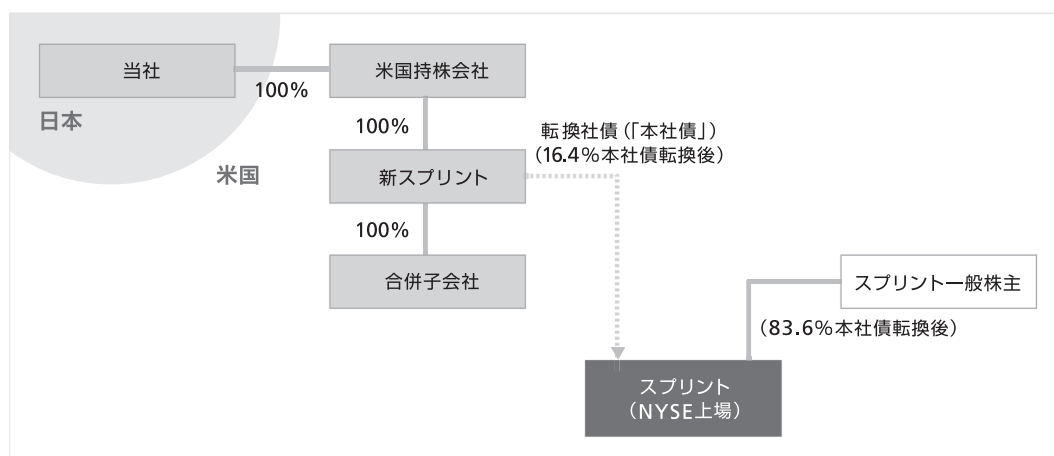 当社
100%
米国持株会社
日本
100%
転換社債(「本社債」)
(16.4%本社債転換後)
米国
新スプリント
100%
合併子会社
スプリント一般株主
(83.6%本社債転換後)
スプリント
(NYSE上場)